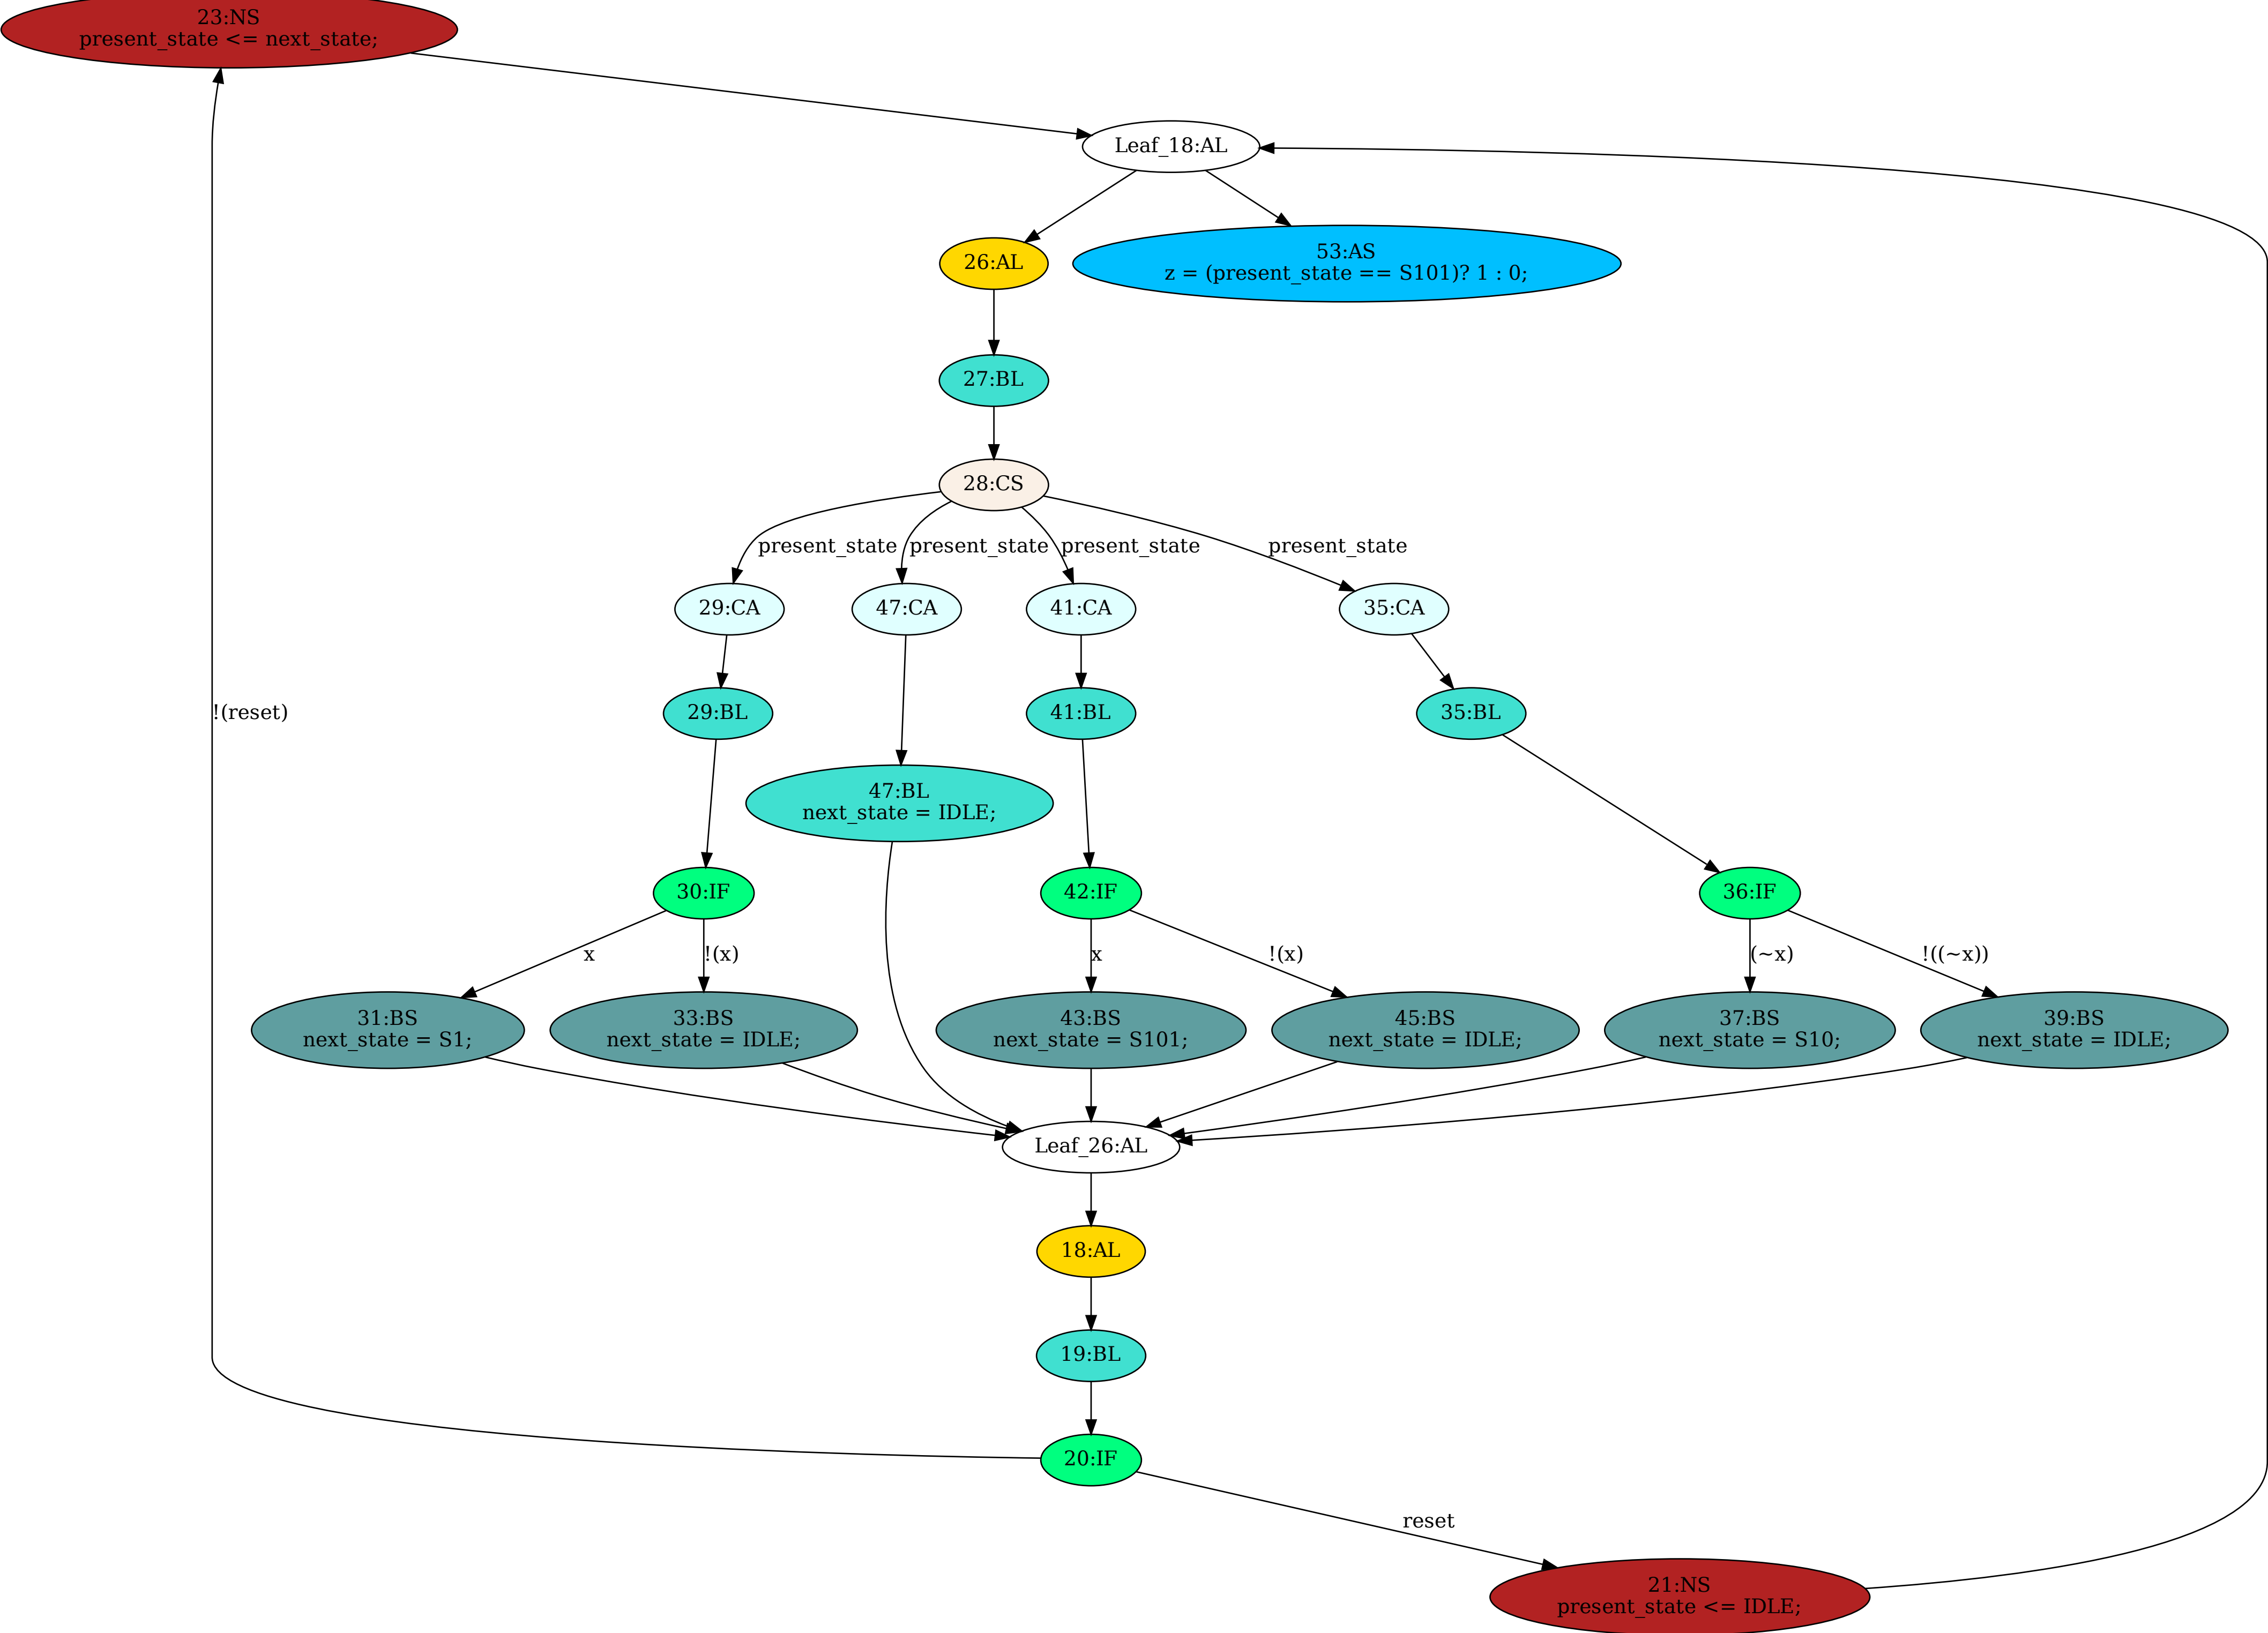 23:NS
present_state <= next_state;
Leaf_18:AL
26:AL
53:AS
z = (present_state == S101)? 1 : 0;
27:BL
28:CS
present_state
present_state
present_state
present_state
29:CA
47:CA
41:CA
35:CA
!(reset)
29:BL
41:BL
35:BL
47:BL
next_state = IDLE;
30:IF
42:IF
36:IF
x
!(x)
x
!(x)
(~x)
!((~x))
31:BS
next_state = S1;
33:BS
next_state = IDLE;
43:BS
next_state = S101;
45:BS
next_state = IDLE;
37:BS
next_state = S10;
39:BS
next_state = IDLE;
Leaf_26:AL
18:AL
19:BL
20:IF
reset
21:NS
present_state <= IDLE;